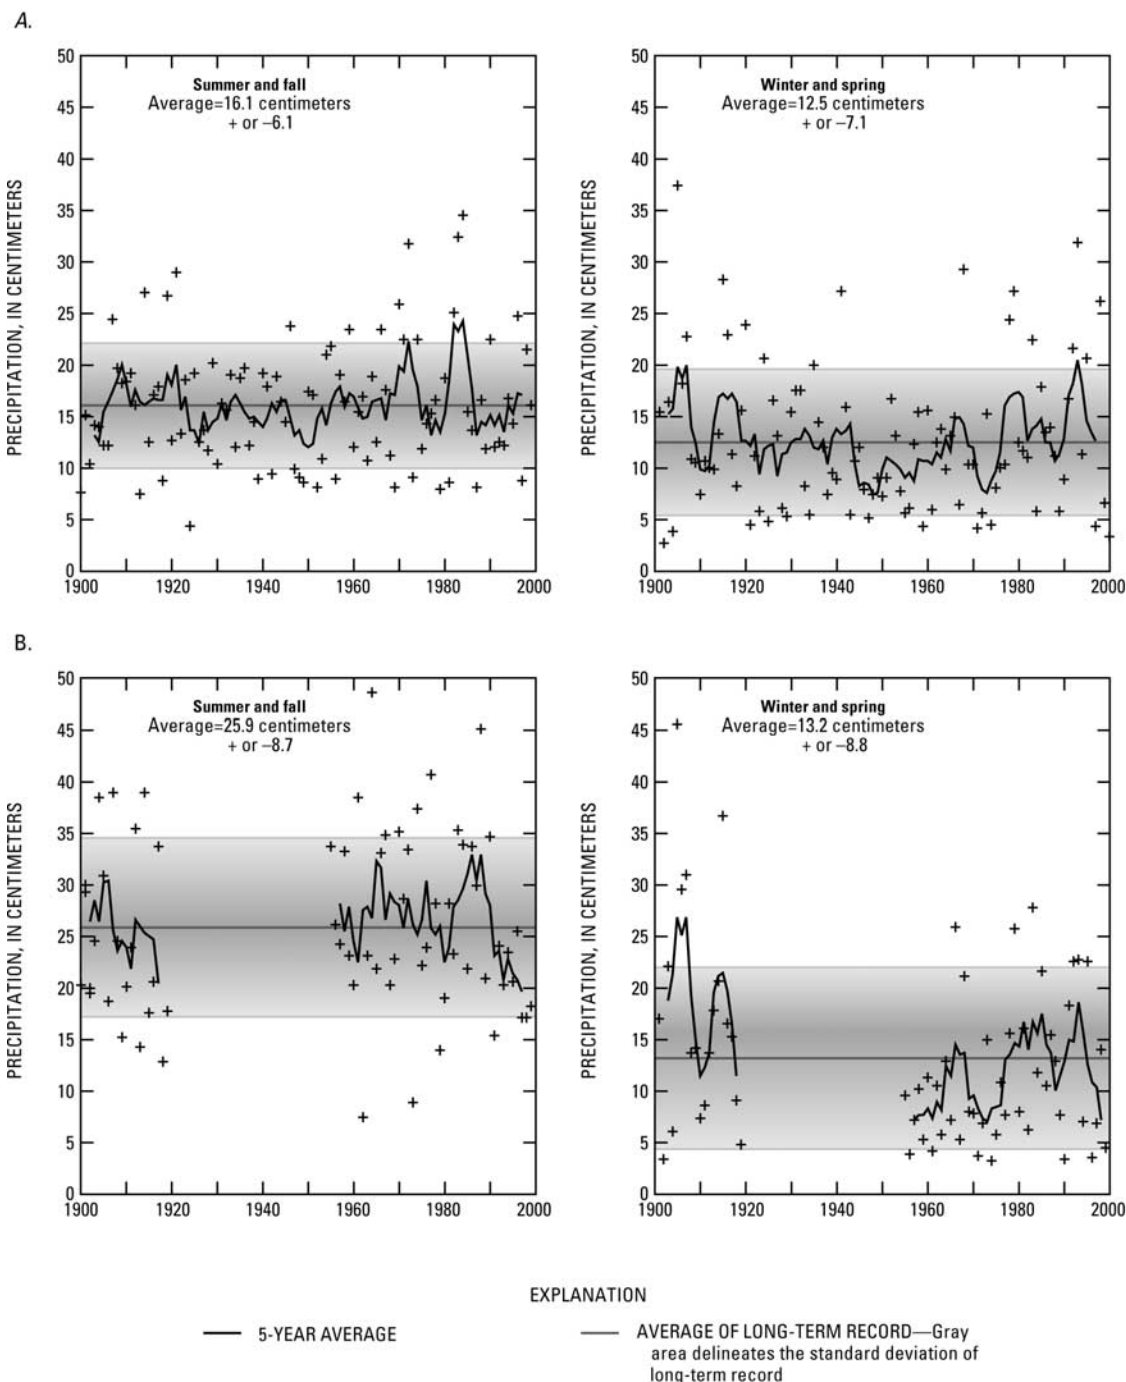 A.
Summer and fall
Average=16.1 centimeters
+ or –6.1
PRECIPITATION, IN CENTIMETERS
50
45
40
35
30
25
20
15
10
5
0
1900 1920 1940 1960 1980 2000
Winter and spring
Average=12.5 centimeters
+ or –7.1
PRECIPITATION, IN CENTIMETERS
50
45
40
35
30
25
20
15
10
5
0
1900 1920 1940 1960 1980 2000
B.
Summer and fall
Average=25.9 centimeters
+ or –8.7
PRECIPITATION, IN CENTIMETERS
50
45
40
35
30
25
20
15
10
5
0
1900 1920 1940 1960 1980 2000
Winter and spring
Average=13.2 centimeters
+ or –8.8
PRECIPITATION, IN CENTIMETERS
50
45
40
35
30
25
20
15
10
5
0
1900 1920 1940 1960 1980 2000
EXPLANATION
5-YEAR AVERAGE
AVERAGE OF LONG-TERM RECORD—Gray
area delineates the standard deviation of
long-term record